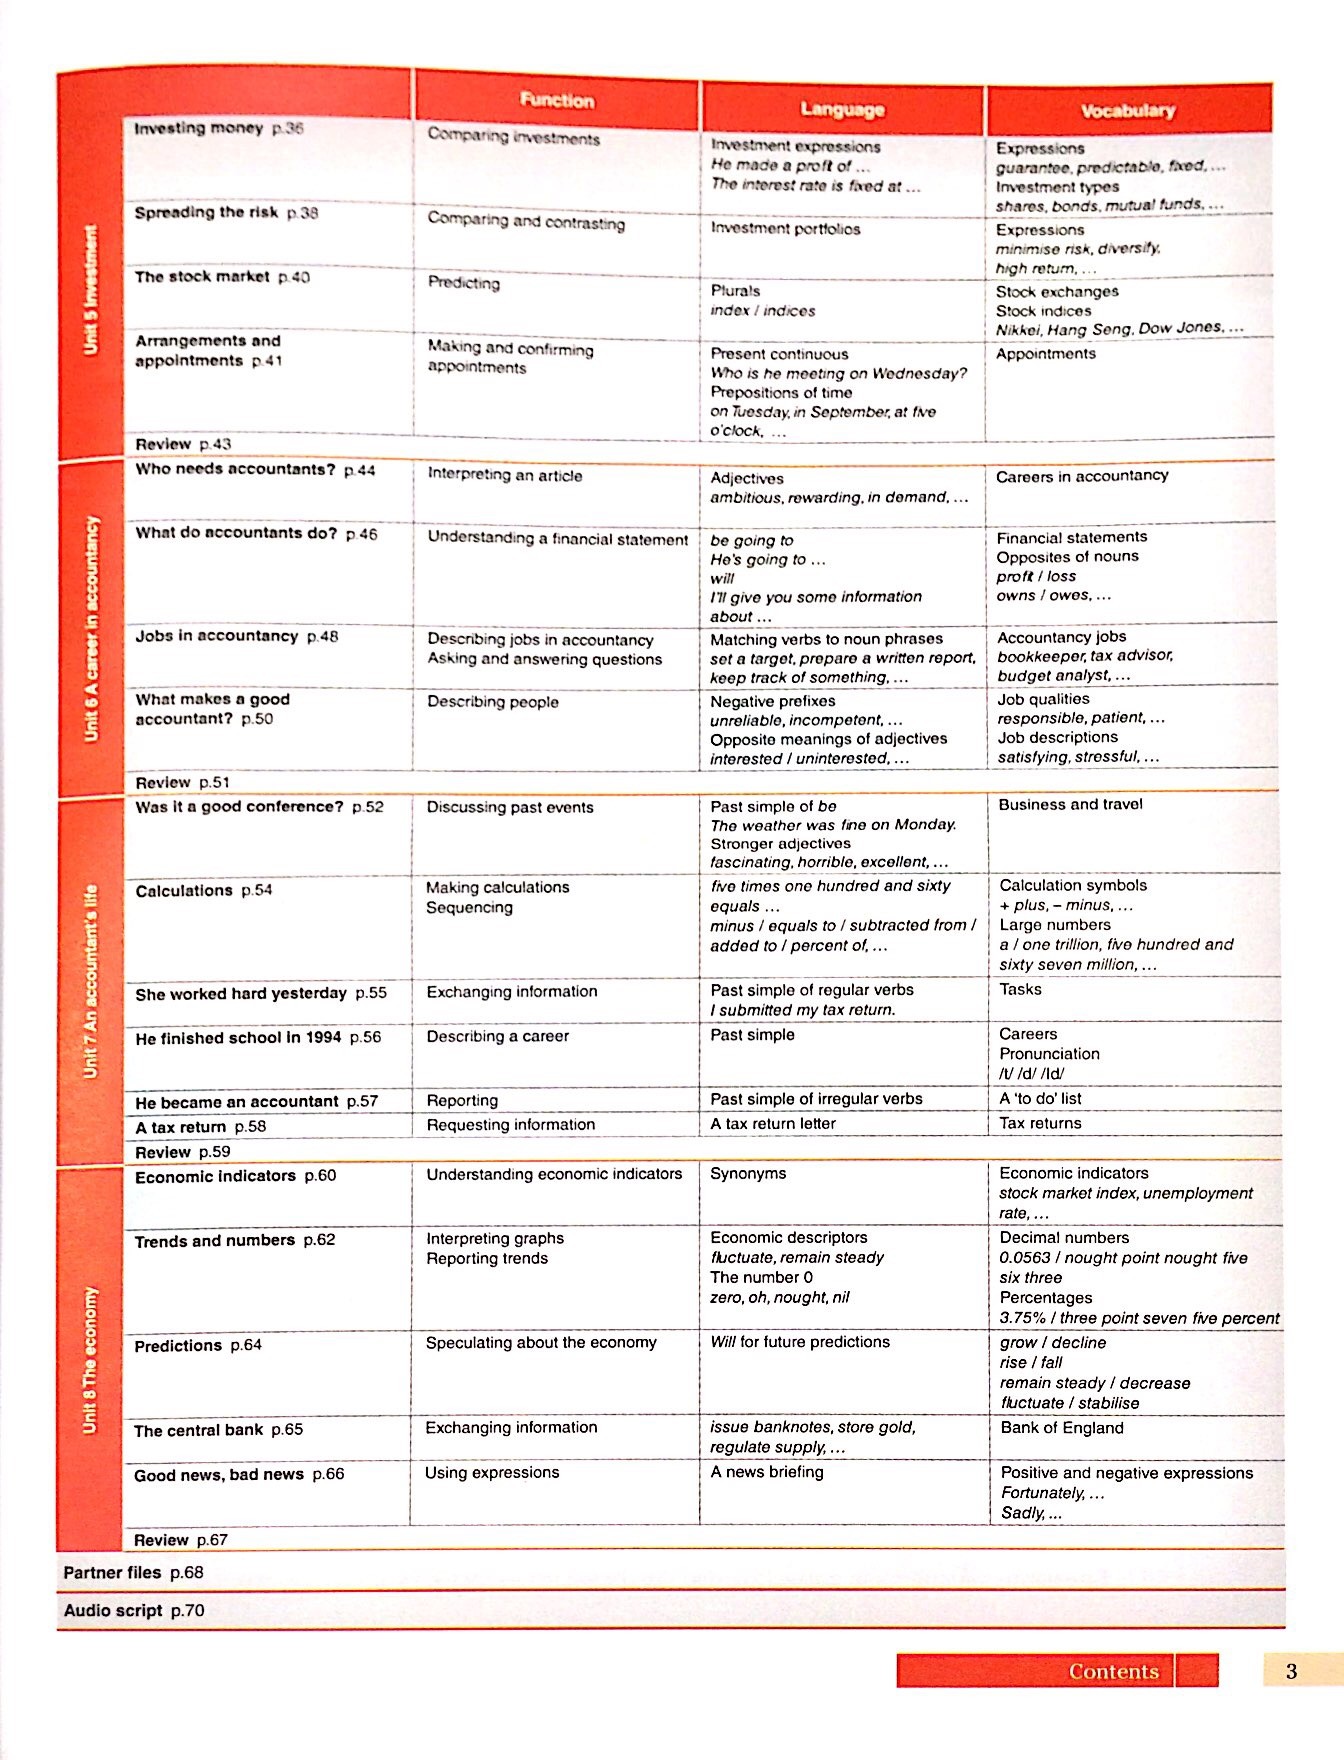 Function Language Vocabulary
Unit 5 Investment
Investing money p.36
Comparing investments
Investment expressions
He made a profit of ...
The interest rate is fixed at ...
Expressions
guarantee, predictable, fixed, ...
Investment types
shares, bonds, mutual funds, ...
Spreading the risk p.38
Comparing and contrasting
Investment portfolios
Expressions
minimise risk, diversify,
high return, ...
The stock market p.40
Predicting
Plurals
index / indices
Stock exchanges
Stock indices
Nikkei, Hang Seng, Dow Jones, ...
Arrangements and
appointments p.41
Making and confirming
appointments
Present continuous
Who is he meeting on Wednesday?
Prepositions of time
on Tuesday, in September, at five
o'clock, ...
Appointments
Review p.43
Unit 6 A career in accountancy
Who needs accountants? p.44
Interpreting an article
Adjectives
ambitious, rewarding, in demand, ...
Careers in accountancy
What do accountants do? p.46
Understanding a financial statement
be going to
He's going to ...
will
I'll give you some information
about ...
Financial statements
Opposites of nouns
profit / loss
owns / owes, ...
Jobs in accountancy p.48
Describing jobs in accountancy
Asking and answering questions
Matching verbs to noun phrases
set a target, prepare a written report,
keep track of something, ...
Accountancy jobs
bookkeeper, tax advisor,
budget analyst, ...
What makes a good
accountant? p.50
Describing people
Negative prefixes
unreliable, incompetent, ...
Opposite meanings of adjectives
interested / uninterested, ...
Job qualities
responsible, patient, ...
Job descriptions
satisfying, stressful, ...
Review p.51
Unit 7 An accountant's life
Was it a good conference? p.52
Discussing past events
Past simple of be
The weather was fine on Monday.
Stronger adjectives
fascinating, horrible, excellent, ...
Business and travel
Calculations p.54
Making calculations
Sequencing
five times one hundred and sixty
equals ...
minus / equals to / subtracted from /
added to / percent of, ...
Calculation symbols
+ plus, – minus, ...
Large numbers
a / one trillion, five hundred and
sixty seven million, ...
She worked hard yesterday p.55
Exchanging information
Past simple of regular verbs
I submitted my tax return.
Tasks
He finished school in 1994 p.56
Describing a career
Past simple
Careers
Pronunciation
/t/ /d/ /Id/
He became an accountant p.57
Reporting
Past simple of irregular verbs
A 'to do' list
A tax return p.58
Requesting information
A tax return letter
Tax returns
Review p.59
Unit 8 The economy
Economic indicators p.60
Understanding economic indicators
Synonyms
Economic indicators
stock market index, unemployment
rate, ...
Trends and numbers p.62
Interpreting graphs
Reporting trends
Economic descriptors
fluctuate, remain steady
The number 0
zero, oh, nought, nil
Decimal numbers
0.0563 / nought point nought five
six three
Percentages
3.75% / three point seven five percent
Predictions p.64
Speculating about the economy
Will for future predictions
grow / decline
rise / fall
remain steady / decrease
fluctuate / stabilise
The central bank p.65
Exchanging information
issue banknotes, store gold,
regulate supply, ...
Bank of England
Good news, bad news p.66
Using expressions
A news briefing
Positive and negative expressions
Fortunately, ...
Sadly, ...
Review p.67
Partner files p.68
Audio script p.70
Contents 3